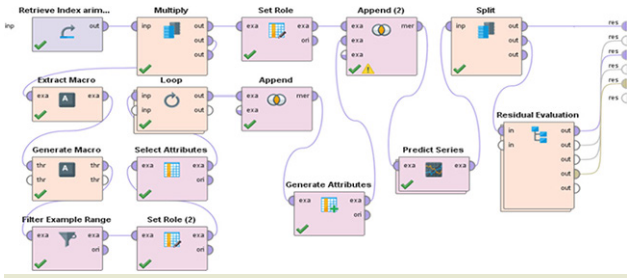 Retrieve Index arim...
inp
out
Multiply
inp
out
out
out
Set Role
exa
exa
ori
Append (2)
exa
mer
exa
exa
Split
inp
out
out
out
res
res
res
res
res
res
Extract Macro
exa
exa
Loop
inp
out
inp
out
Append
exa
mer
exa
Generate Macro
thr
thr
thr
thr
Select Attributes
exa
exa
ori
Generate Attributes
exa
exa
ori
Predict Series
exa
exa
Residual Evaluation
in
out
in
out
out
out
out
Filter Example Range
exa
exa
ori
Set Role (2)
exa
exa
ori